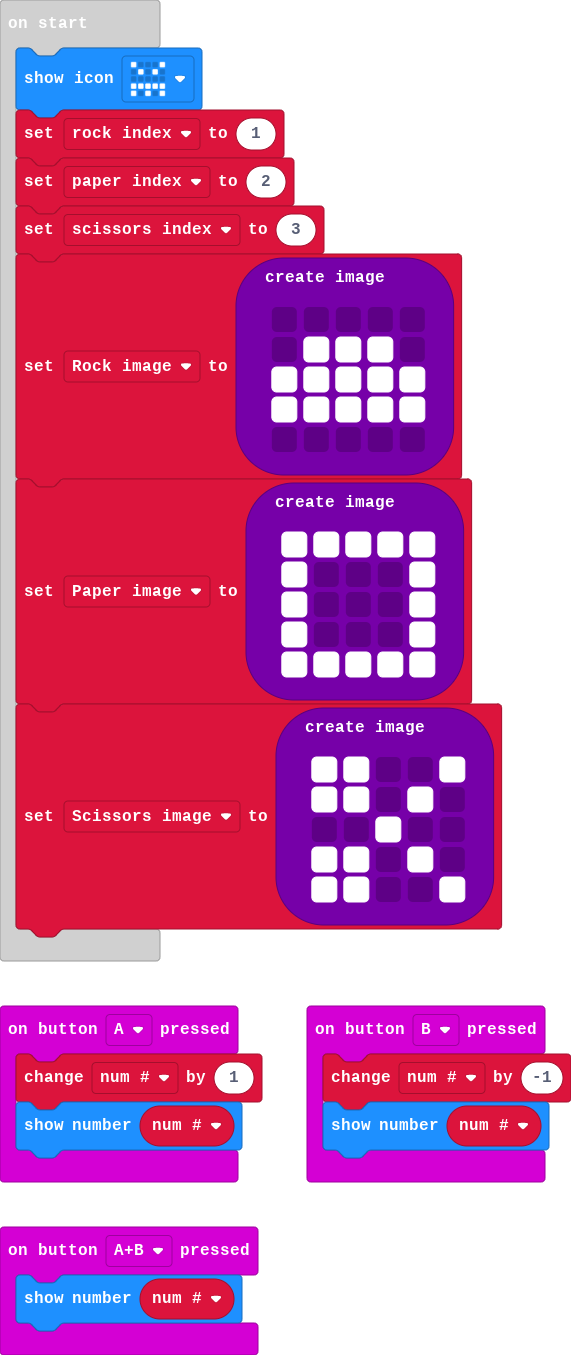 on start
show icon
set rock index to 1
set paper index to 2
set scissors index to 3
create image
set Rock image to
create image
set Paper image to
create image
set Scissors image to
on button A pressed
change num # by 1
show number num #
on button B pressed
change num # by -1
show number num #
on button A+B pressed
show number num #